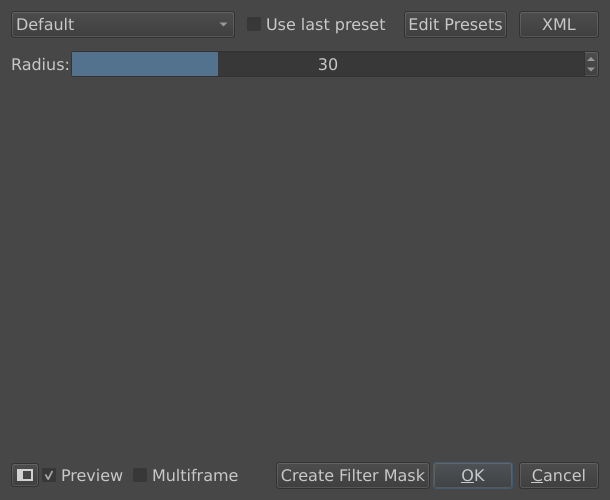 Default Use last preset Edit Presets XML
Radius: 30
Preview Multiframe Create Filter Mask OK Cancel